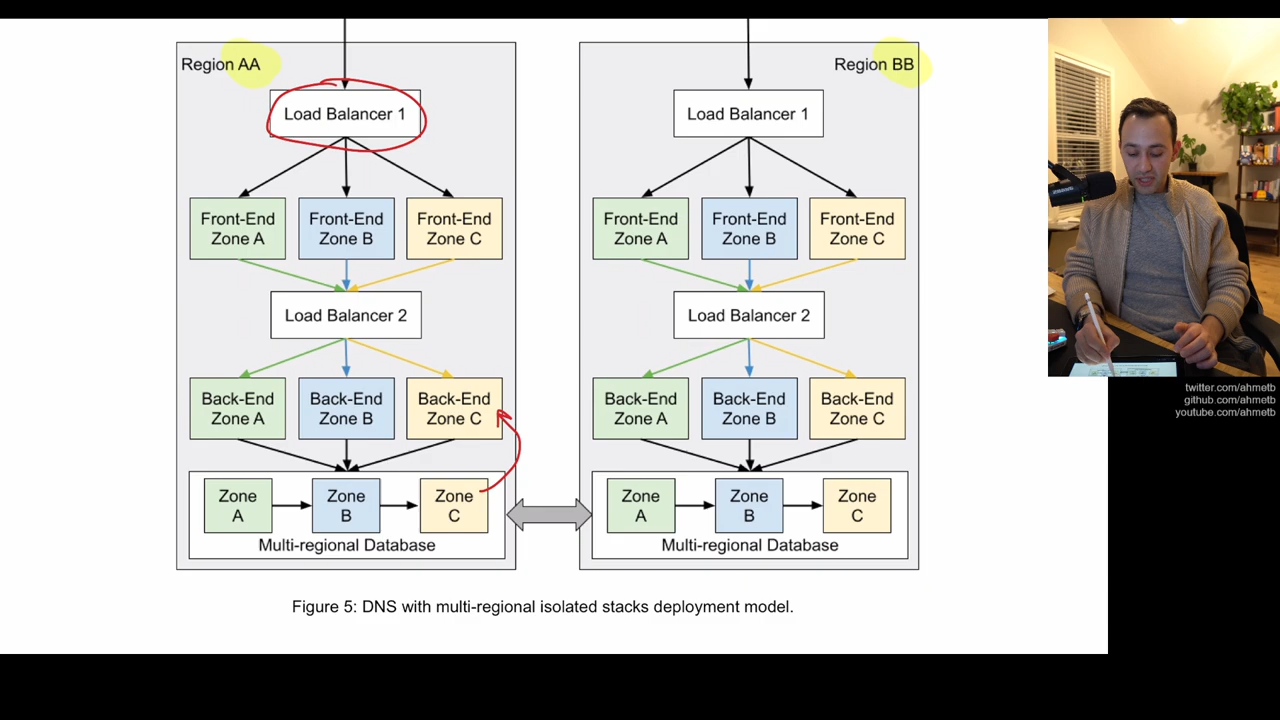 Region AA
Load Balancer 1
Front-End
Zone A
Front-End
Zone B
Front-End
Zone C
Load Balancer 2
Back-End
Zone A
Back-End
Zone B
Back-End
Zone C
Zone
A
Zone
B
Zone
C
Multi-regional Database
Region BB
Load Balancer 1
Front-End
Zone A
Front-End
Zone B
Front-End
Zone C
Load Balancer 2
Back-End
Zone A
Back-End
Zone B
Back-End
Zone C
Zone
A
Zone
B
Zone
C
Multi-regional Database
Figure 5: DNS with multi-regional isolated stacks deployment model.
twitter.com/ahmetb
github.com/ahmetb
youtube.com/ahmetb